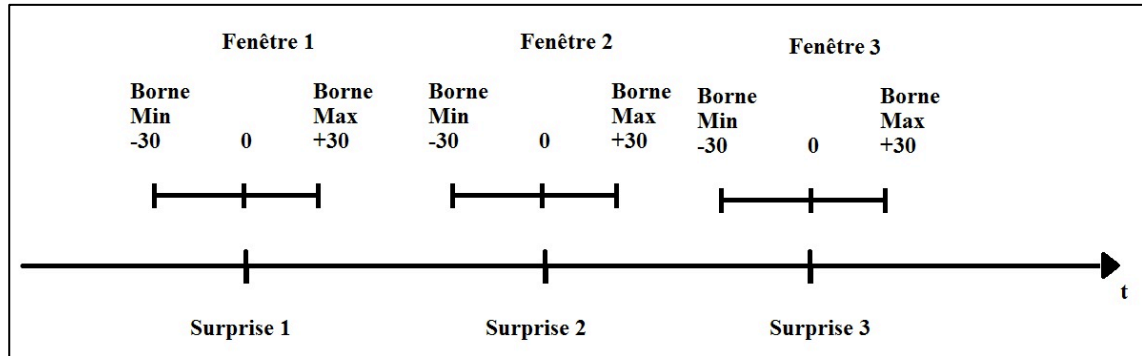 Fenêtre 1
Fenêtre 2
Fenêtre 3
Borne
Min
-30
0
Borne
Max
+30
Borne
Min
-30
0
Borne
Max
+30
Borne
Min
-30
0
Borne
Max
+30
t
Surprise 1
Surprise 2
Surprise 3